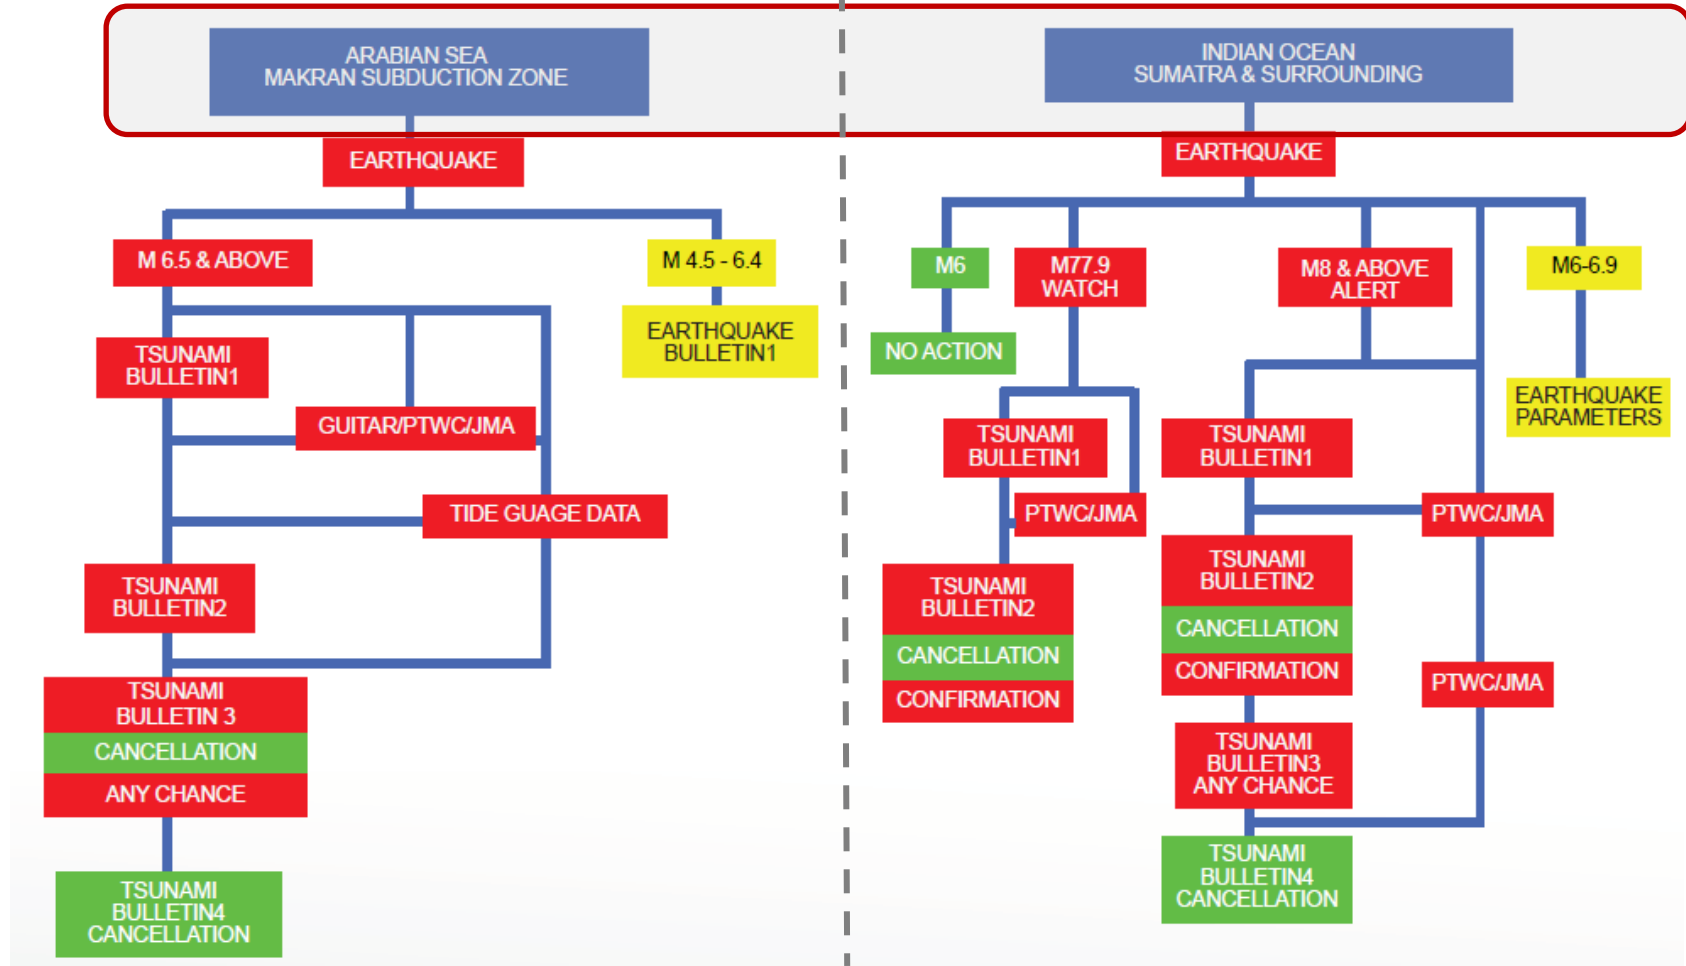 ARABIAN SEA
MAKRAN SUBDUCTION ZONE
EARTHQUAKE
M 6.5 & ABOVE
M 4.5 - 6.4
EARTHQUAKE
BULLETIN1
TSUNAMI
BULLETIN1
GUITAR/PTWC/JMA
TIDE GUAGE DATA
TSUNAMI
BULLETIN2
TSUNAMI
BULLETIN 3
CANCELLATION
ANY CHANCE
TSUNAMI
BULLETIN4
CANCELLATION
INDIAN OCEAN
SUMATRA & SURROUNDING
EARTHQUAKE
M6
M77.9
WATCH
M8 & ABOVE
ALERT
M6-6.9
NO ACTION
EARTHQUAKE
PARAMETERS
TSUNAMI
BULLETIN1
PTWC/JMA
TSUNAMI
BULLETIN2
CANCELLATION
CONFIRMATION
TSUNAMI
BULLETIN1
PTWC/JMA
TSUNAMI
BULLETIN2
CANCELLATION
CONFIRMATION
PTWC/JMA
TSUNAMI
BULLETIN3
ANY CHANCE
TSUNAMI
BULLETIN4
CANCELLATION